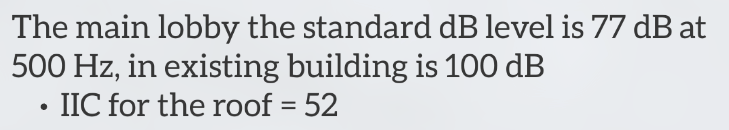 The main lobby the standard dB level is 77 dB at
500 Hz, in existing building is 100 dB
• IIC for the roof = 52